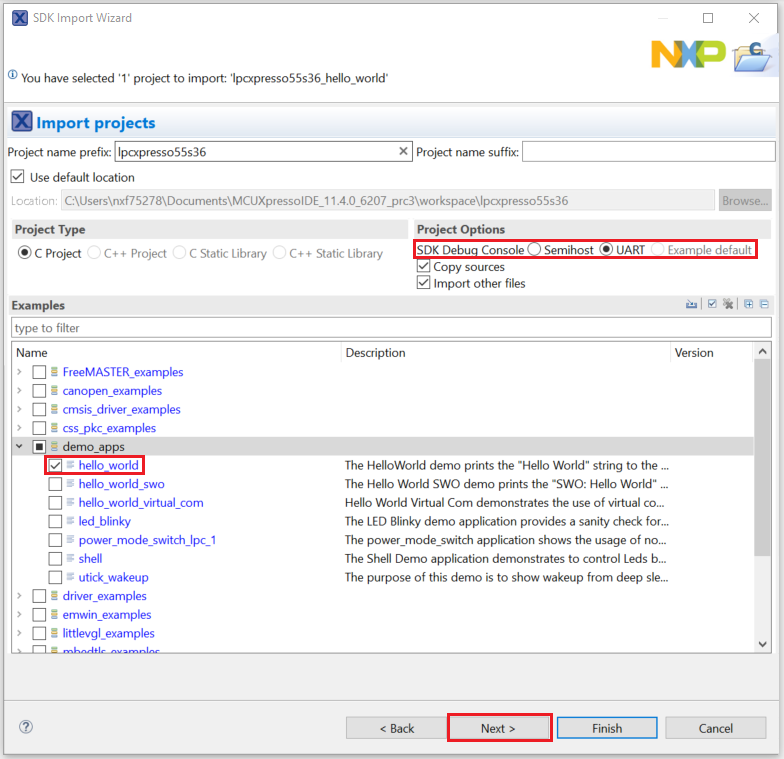 SDK Import Wizard
NXP
You have selected '1' project to import: 'lpcxpresso55s36_hello_world'
Import projects
Project name prefix: lpcxpresso55s36 Project name suffix:
Use default location
Location: C:\Users\nxf75278\Documents\MCUXpressoIDE_11.4.0_6207_prc3\workspace\lpcxpresso55s36 Browse...
Project Type Project Options
C Project C++ Project C Static Library C++ Static Library SDK Debug Console Semihost UART Example default
Copy sources
Import other files
Examples
type to filter
Name Description Version
FreeMASTER_examples
canopen_examples
cmsis_driver_examples
css_pkc_examples
demo_apps
hello_world The HelloWorld demo prints the "Hello World" string to the ...
hello_world_swo The Hello World SWO demo prints the "SWO: Hello World" ...
hello_world_virtual_com Hello World Virtual Com demonstrates the use of virtual co...
led_blinky The LED Blinky demo application provides a sanity check for...
power_mode_switch_lpc_1 The power_mode_switch application shows the usage of no...
shell The Shell Demo application demonstrates to control Leds b...
utick_wakeup The purpose of this demo is to show wakeup from deep sle...
driver_examples
emwin_examples
littlevgl_examples
mbedtls_examples
< Back Next > Finish Cancel